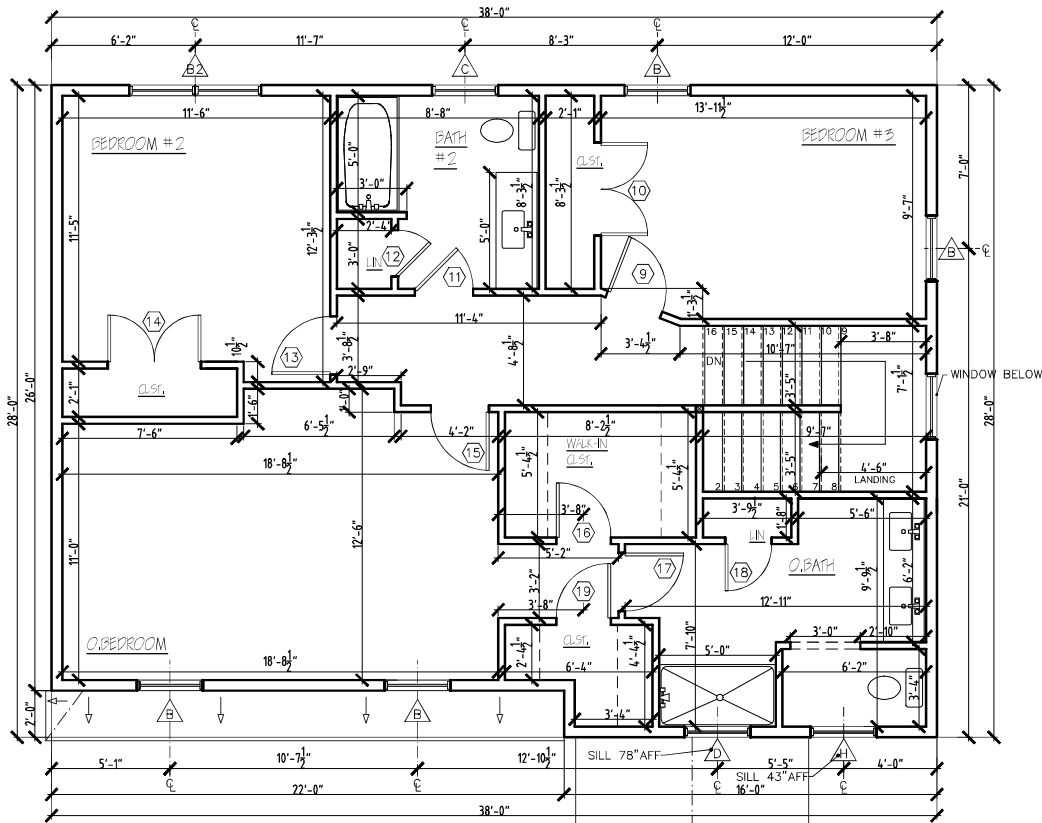 38'-0"
℄ ℄ ℄
6'-2" 11'-7" 8'-3" 12'-0"
B2 C B
11'-6" 8'-8" 2'-1" 13'-11½"
BEDROOM #2
BATH
#2
CLST.
BEDROOM #3
5'-0"
3'-0"
2'-4"
3'-0"
LIN
12
11
5'-0"
8'-3½"
8'-3½"
10
9
9'-7"
7'-0"
B ℄
11'-5"
12'-3½"
28'-0"
26'-0"
14
13
10½"
3'-8½"
2'-9"
11'-4"
4'-8½"
1'-3½"
3'-4½"
16 15 14 13 12 11 10 9
DN
10'-7"
3'-8"
3'-5"
7'-1½"
WINDOW BELOW
28'-0"
2'-1"
CLST.
1'-6"
1'-0"
7'-6"
6'-5½"
4'-2"
15
8'-2½"
9'-7"
WALK-IN
CLST.
5'-4½"
5'-4½"
3'-5"
4'-6"
LANDING
2 3 4 5 6 7 8
18'-8½"
11'-0"
12'-6"
3'-8"
16
5'-2"
3'-9½"
1'-8"
LIN
5'-6"
21'-0"
17
18
O.BATH
9'-9½"
6'-2"
3'-2"
19
3'-8"
12'-11"
O.BEDROOM
18'-8½"
CLST.
2'-4½"
4'-4½"
6'-4"
3'-4"
7'-10"
5'-0"
3'-0"
2'-10"
6'-2"
3'-4"
2'-0"
B B D H
SILL 78"AFF
SILL 43"AFF
5'-1" 10'-7½" 12'-10½" 5'-5" 4'-0"
℄ ℄ ℄ ℄
22'-0" 16'-0"
38'-0"